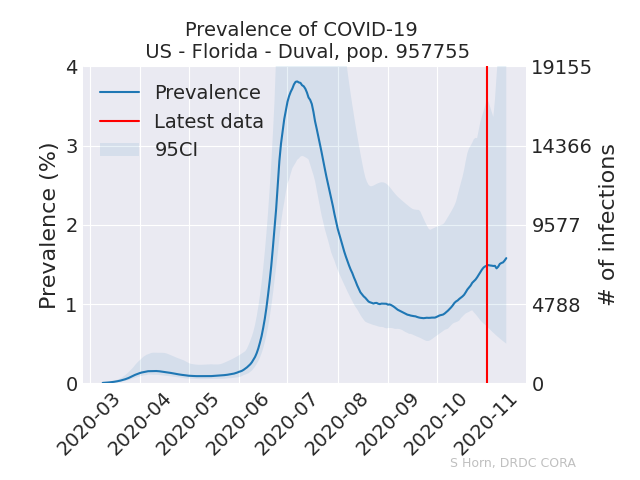 Prevalence of COVID-19
US - Florida - Duval, pop. 957755
Prevalence
Latest data
95CI
Prevalence (%)
4
3
2
1
0
19155
14366
9577
4788
0
# of infections
2020-03
2020-04
2020-05
2020-06
2020-07
2020-08
2020-09
2020-10
2020-11
S Horn, DRDC CORA